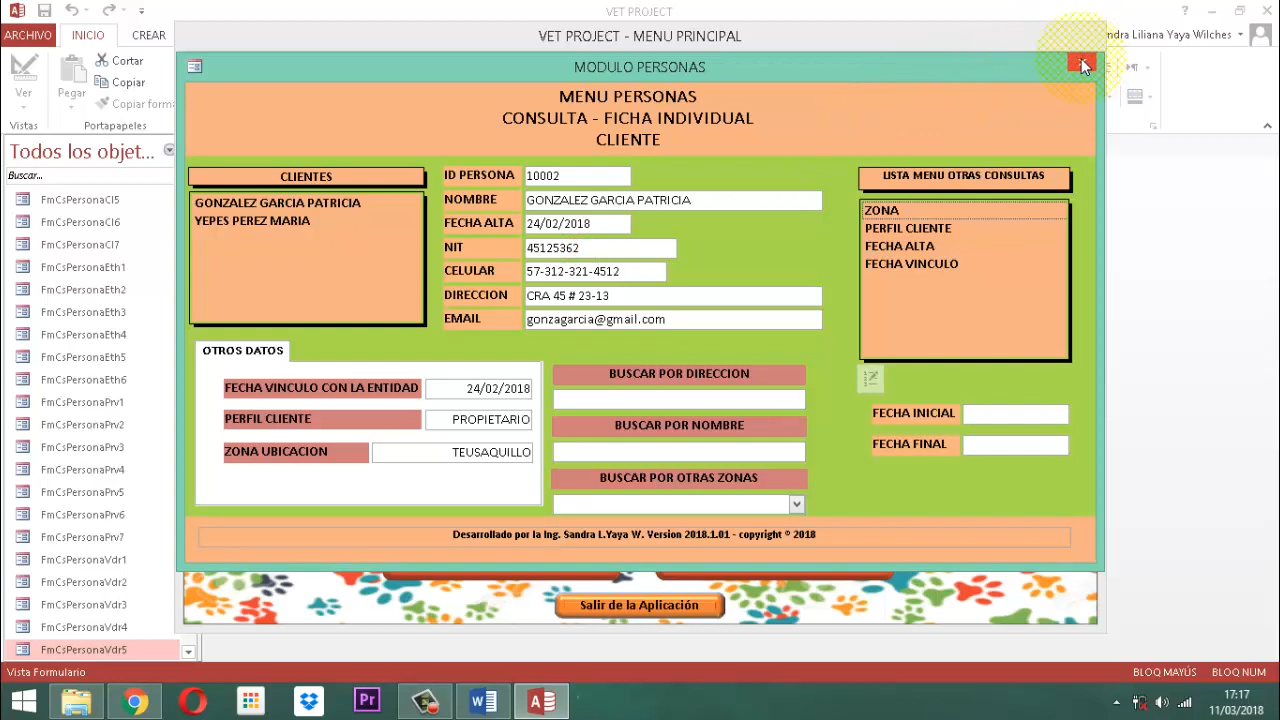 VET PROJECT
ARCHIVO
INICIO
CREAR
ndra Liliana Yaya Wilches
Ver
Pegar
Cortar
Copiar
Copiar forma
Vistas
Portapapeles
VET PROJECT - MENU PRINCIPAL
MODULO PERSONAS
MENU PERSONAS
CONSULTA - FICHA INDIVIDUAL
CLIENTE
Todos los objet...
Buscar...
FmCsPersonaCl5
FmCsPersonaCl6
FmCsPersonaCl7
FmCsPersonaEth1
FmCsPersonaEth2
FmCsPersonaEth3
FmCsPersonaEth4
FmCsPersonaEth5
FmCsPersonaEth6
FmCsPersonaPrv1
FmCsPersonaPrv2
FmCsPersonaPrv3
FmCsPersonaPrv4
FmCsPersonaPrv5
FmCsPersonaPrv6
FmCsPersonaPrv7
FmCsPersonaVdr1
FmCsPersonaVdr2
FmCsPersonaVdr3
FmCsPersonaVdr4
FmCsPersonaVdr5
CLIENTES
GONZALEZ GARCIA PATRICIA
YEPES PEREZ MARIA
ID PERSONA 10002
NOMBRE GONZALEZ GARCIA PATRICIA
FECHA ALTA 24/02/2018
NIT 45125362
CELULAR 57-312-321-4512
DIRECCION CRA 45 # 23-13
EMAIL gonzagarcia@gmail.com
LISTA MENU OTRAS CONSULTAS
ZONA
PERFIL CLIENTE
FECHA ALTA
FECHA VINCULO
OTROS DATOS
FECHA VINCULO CON LA ENTIDAD 24/02/2018
PERFIL CLIENTE PROPIETARIO
ZONA UBICACION TEUSAQUILLO
BUSCAR POR DIRECCION
BUSCAR POR NOMBRE
BUSCAR POR OTRAS ZONAS
FECHA INICIAL
FECHA FINAL
Desarrollado por la Ing. Sandra L.Yaya W. Version 2018.1.01 - copyright ® 2018
Salir de la Aplicación
Vista Formulario
BLOQ MAYÚS
BLOQ NUM
Pr
17:17
11/03/2018